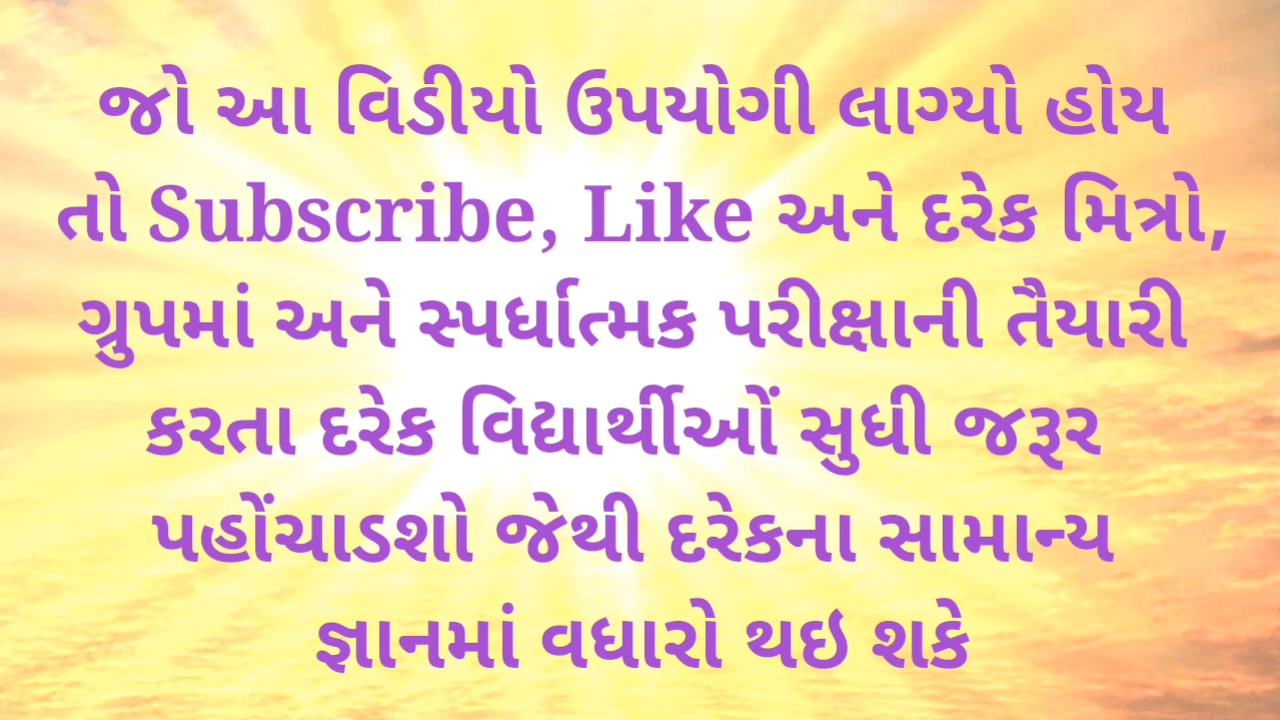 જો આ વિડીયો ઉપયોગી લાગ્યો હોય
તો Subscribe, Like અને દરેક મિત્રો,
ગ્રુપમાં અને સ્પર્ધાત્મક પરીક્ષાની તૈયારી
કરતા દરેક વિદ્યાર્થીઓં સુધી જરૂર
પહોંચાડશો જેથી દરેકના સામાન્ય
જ્ઞાનમાં વધારો થઇ શકે